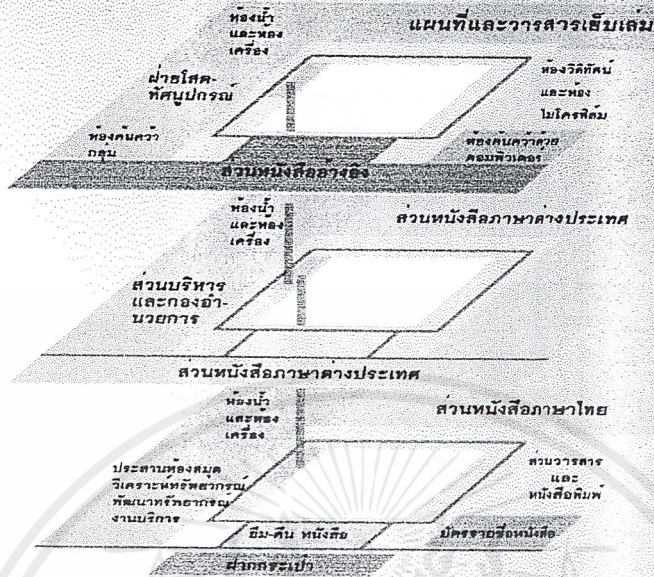 แผนที่และวารสารเย็บเล่ม
ห้องน้ำ
และห้อง
เครื่อง
ฝ่ายโสต-
ทัศนูปกรณ์
ห้องวิดิทัศน์
และห้อง
ไมโครฟิล์ม
ห้องค้นคว้า
กลุ่ม
ห้องค้นคว้าด้วย
คอมพิวเตอร์
ส่วนหนังสืออ้างอิง
ห้องน้ำ
และห้อง
เครื่อง
ส่วนหนังสือภาษาต่างประเทศ
ส่วนบริหาร
และกองอำ-
นวยการ
ส่วนหนังสือภาษาต่างประเทศ
ห้องน้ำ
และห้อง
เครื่อง
ส่วนหนังสือภาษาไทย
ประสานห้องสมุด
วิเคราะห์ทรัพยากรณ์
พัฒนาทรัพยากรณ์
งานบริการ
ส่วนวารสาร
และ
หนังสือพิมพ์
ยืม-คืน หนังสือ
บัตรรายชื่อหนังสือ
ฝากกระเป๋า